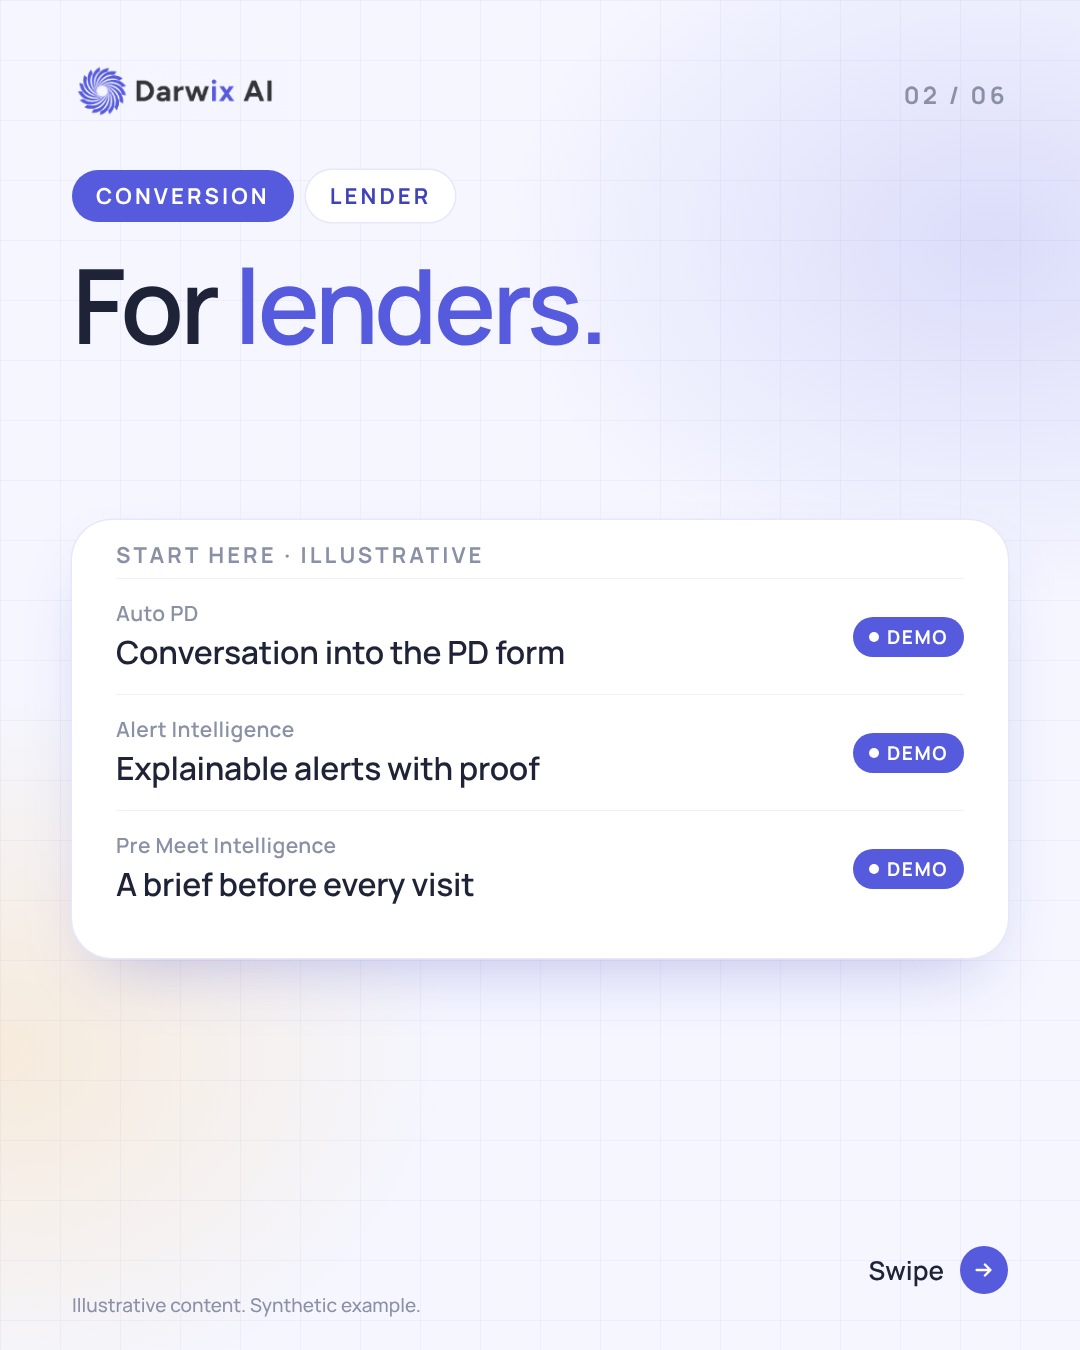 Darwix AI
02 / 06
CONVERSION
LENDER
For lenders.
START HERE · ILLUSTRATIVE
Auto PD
Conversation into the PD form
DEMO
Alert Intelligence
Explainable alerts with proof
DEMO
Pre Meet Intelligence
A brief before every visit
DEMO
Swipe
Illustrative content. Synthetic example.